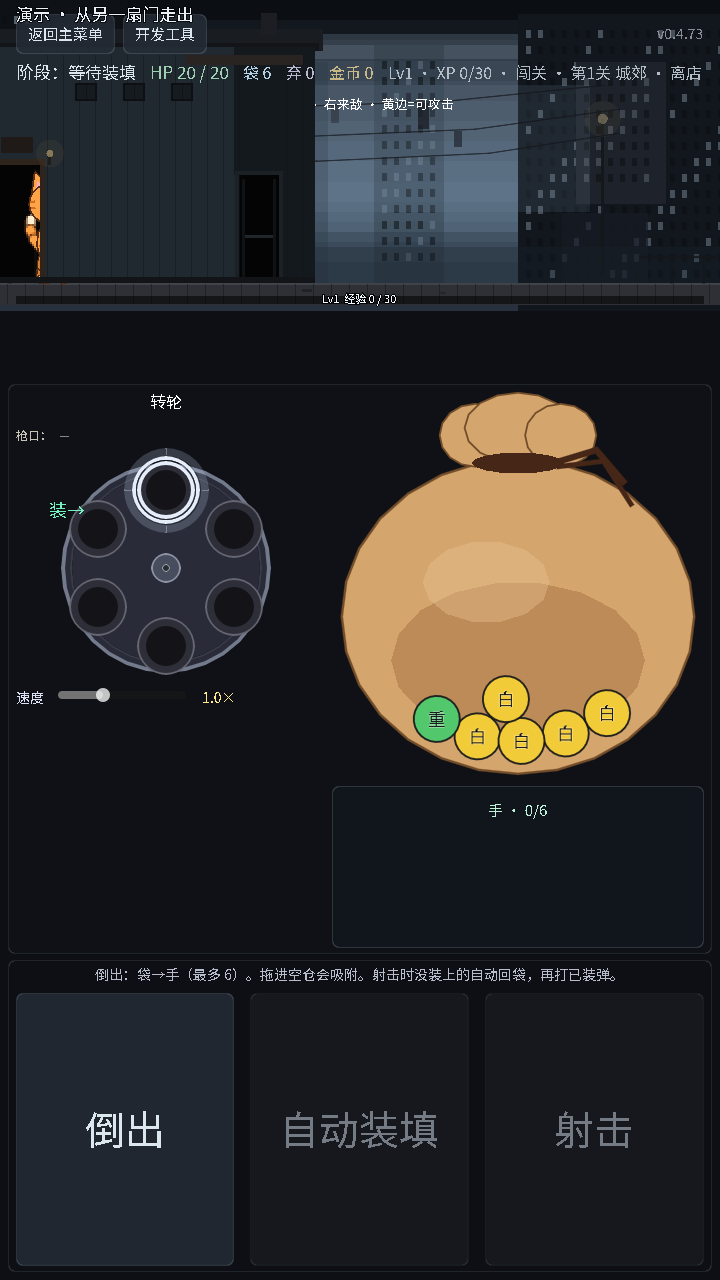 演示 · 从另一扇门走出
返回主菜单 开发工具 v0.4.73
阶段: 等待装填 HP 20 / 20 袋 6 弃 0 金币 0 Lv1 · XP 0/30 · 闯关 · 第1关 城郊 · 离店
· 右来敌 · 黄边=可攻击
Lv1 经验 0 / 30
转轮
枪口: —
装→
速度 1.0×
白
重 白 白 白 白
手 · 0/6
倒出: 袋→手 (最多 6) 。拖进空仓会吸附。射击时没装上的自动回袋，再打已装弹。
倒出 自动装填 射击